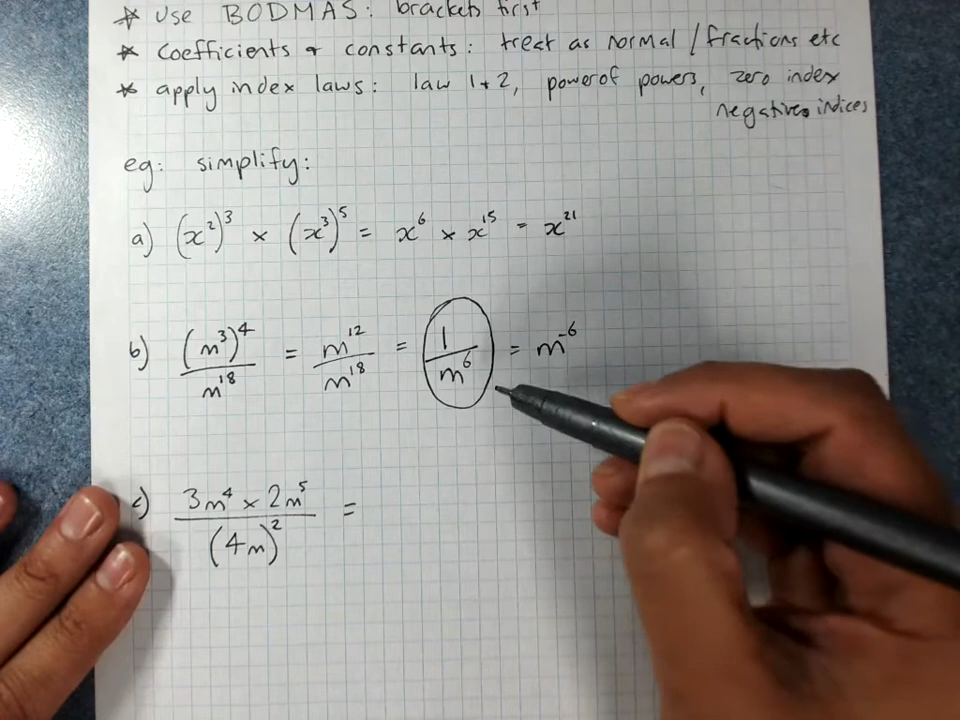 * Use BODMAS: brackets first
* Coefficients + constants: treat as normal / fractions etc
* apply index laws: law 1+2, power of powers, zero index
negative indices
eg: simplify:
a) (x²)³ × (x³)⁵ = x⁶ × x¹⁵ = x²¹
b) (m³)⁴/m¹⁸ = m¹²/m¹⁸ = 1/m⁶ = m⁻⁶
c) 3m⁴ × 2m⁵/(4m)² =